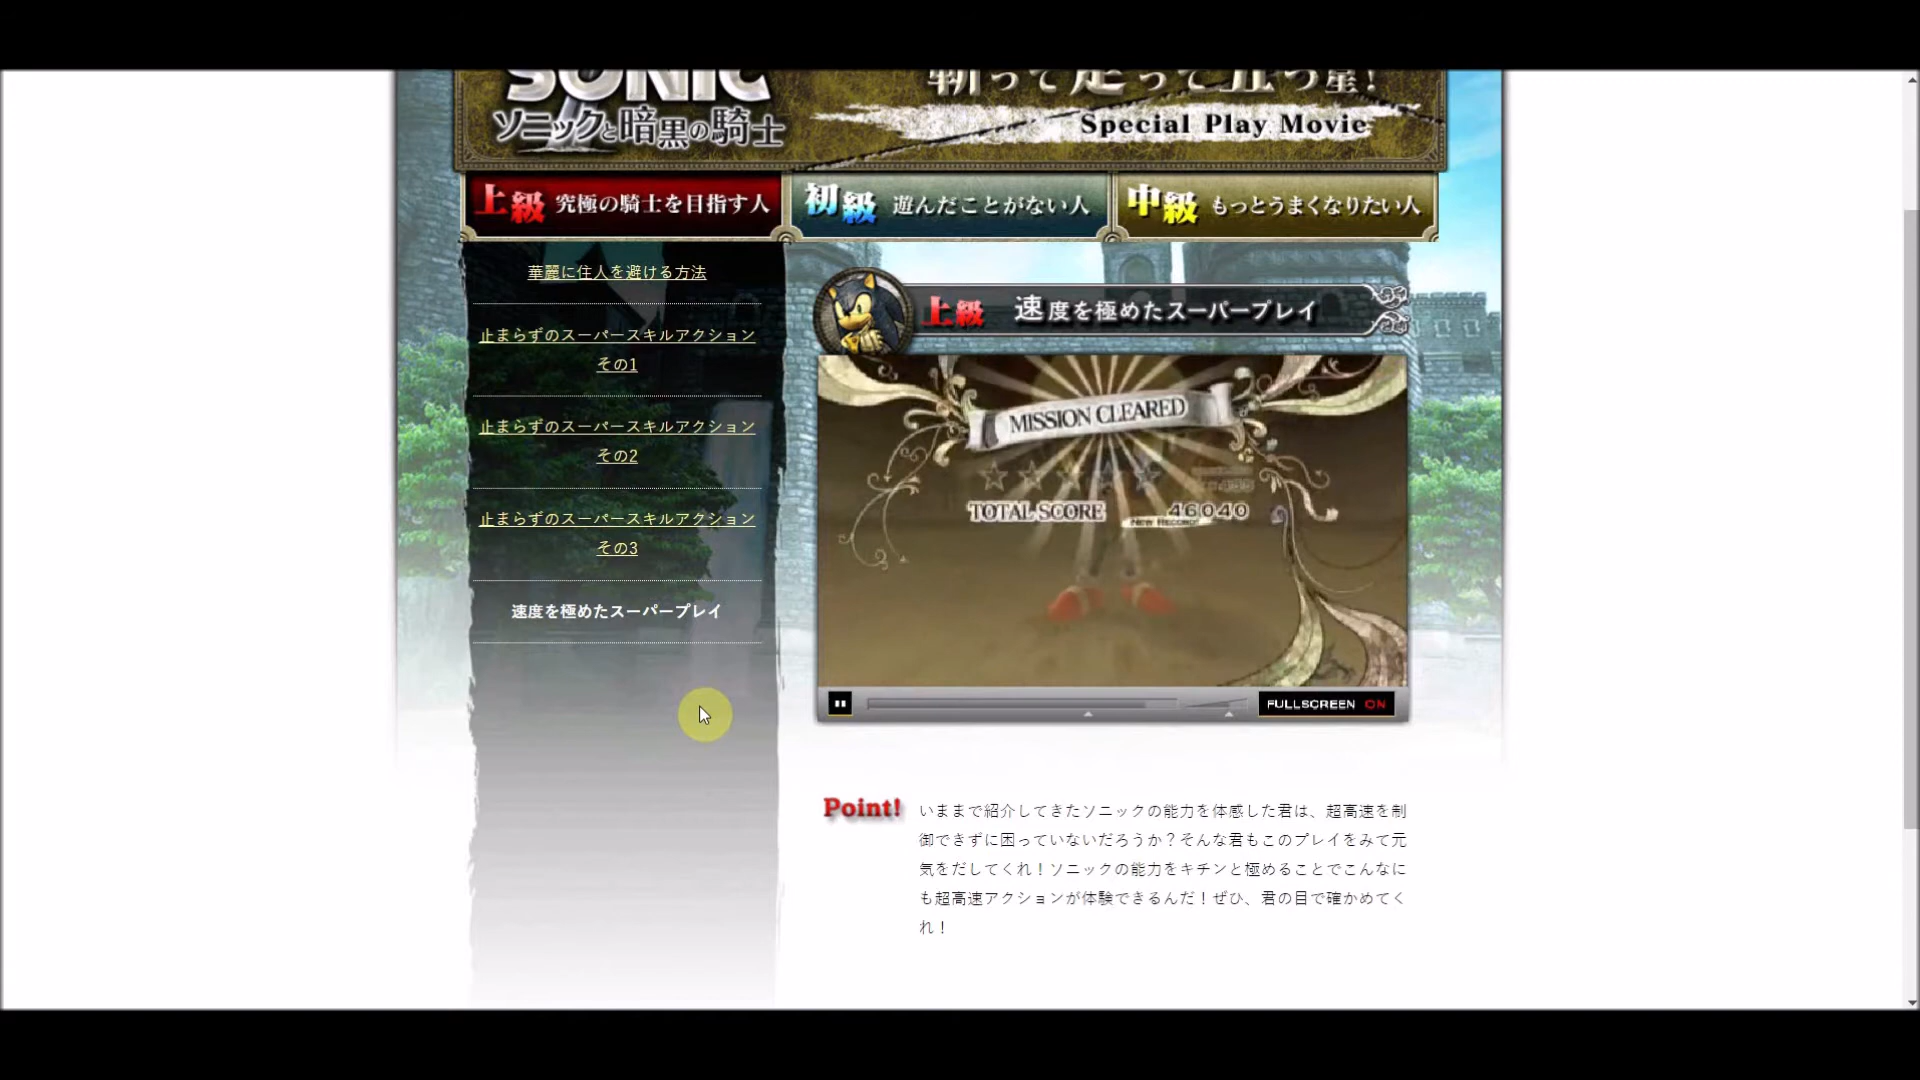 SONIC
ソニックと暗黒の騎士
斬って走って立つ星!
Special Play Movie
上級 究極の騎士を目指す人
初級 遊んだことがない人
中級 もっとうまくなりたい人
華麗に住人を避ける方法
止まらずのスーパースキルアクション
その1
止まらずのスーパースキルアクション
その2
止まらずのスーパースキルアクション
その3
速度を極めたスーパープレイ
上級 速度を極めたスーパープレイ
MISSION CLEARED
TOTAL SCORE 46040
NEW RECORD
FULLSCREEN ON
Point!
いままで紹介してきたソニックの能力を体感した君は、超高速を制
御できずに困っていないだろうか？そんな君もこのプレイをみて元
気をだしてくれ！ソニックの能力をキチンと極めることでこんなに
も超高速アクションが体験できるんだ！ぜひ、君の目で確かめてく
れ！